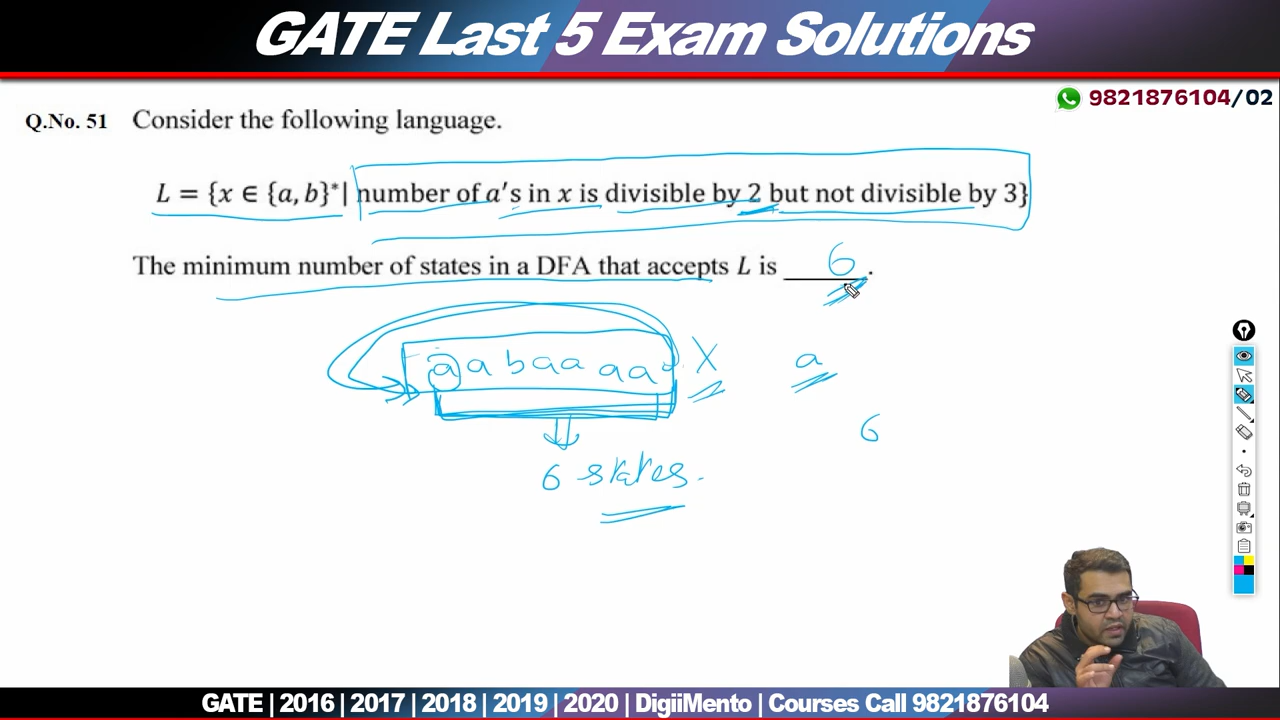 GATE Last 5 Exam Solutions
9821876104/02
Q.No. 51 Consider the following language.
L = {x ∈ {a, b}*| number of a's in x is divisible by 2 but not divisible by 3}
The minimum number of states in a DFA that accepts L is 6.
a a b a a a a X a
6
6 states.
GATE | 2016 | 2017 | 2018 | 2019 | 2020 | DigiiMento | Courses Call 9821876104